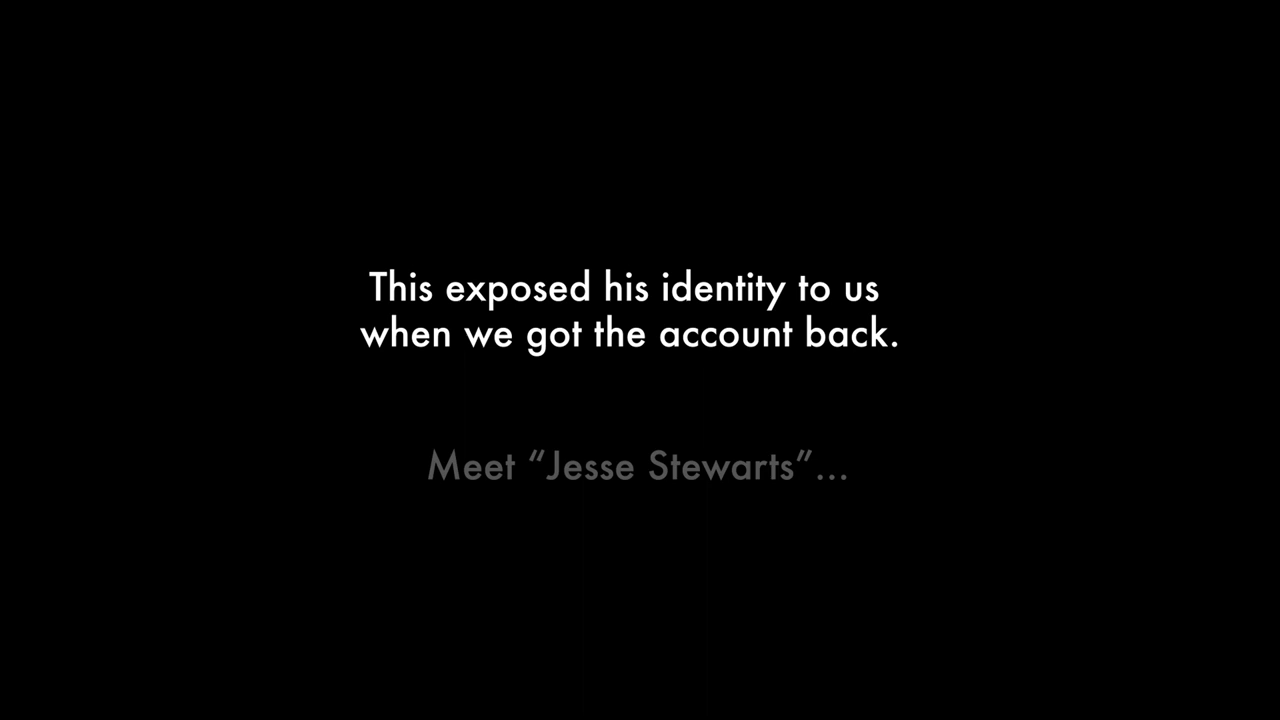 This exposed his identity to us
when we got the account back.
Meet “Jesse Stewarts”...